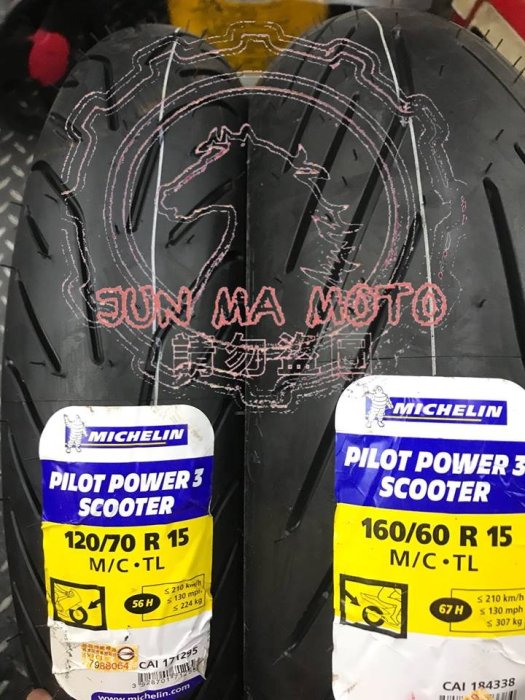 JUN MA MOTO
請勿盜圖
MICHELIN
PILOT POWER 3
SCOOTER
120/70 R 15
M/C • TL
56 H
≤ 210 km/h
≤ 130 mph
≤ 224 kg
7988064
CAI 171295
www.michelin
MICHELIN
PILOT POWER 3
SCOOTER
160/60 R 15
M/C • TL
67 H
≤ 210 km/h
≤ 130 mph
≤ 307 kg
CAI 184338